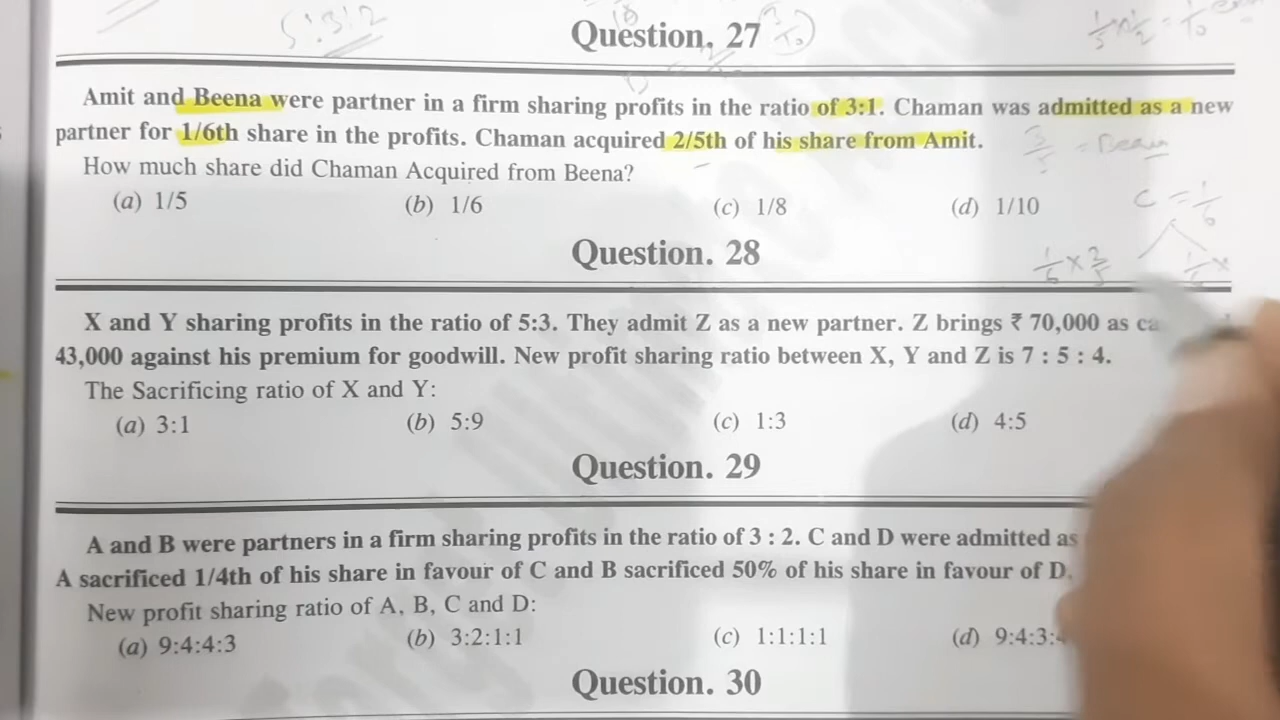 5:3:2
Question. 27
Amit and Beena were partner in a firm sharing profits in the ratio of 3:1. Chaman was admitted as a new
partner for 1/6th share in the profits. Chaman acquired 2/5th of his share from Amit.
3/5 = Beena
How much share did Chaman Acquired from Beena?
(a) 1/5 (b) 1/6 (c) 1/8 (d) 1/10
C = 1/6
Question. 28
X and Y sharing profits in the ratio of 5:3. They admit Z as a new partner. Z brings ₹ 70,000 as
43,000 against his premium for goodwill. New profit sharing ratio between X, Y and Z is 7 : 5 : 4.
The Sacrificing ratio of X and Y:
(a) 3:1 (b) 5:9 (c) 1:3 (d) 4:5
Question. 29
A and B were partners in a firm sharing profits in the ratio of 3 : 2. C and D were admitted as
A sacrificed 1/4th of his share in favour of C and B sacrificed 50% of his share in favour of D.
New profit sharing ratio of A, B, C and D:
(a) 9:4:4:3 (b) 3:2:1:1 (c) 1:1:1:1 (d) 9:4:3:
Question. 30